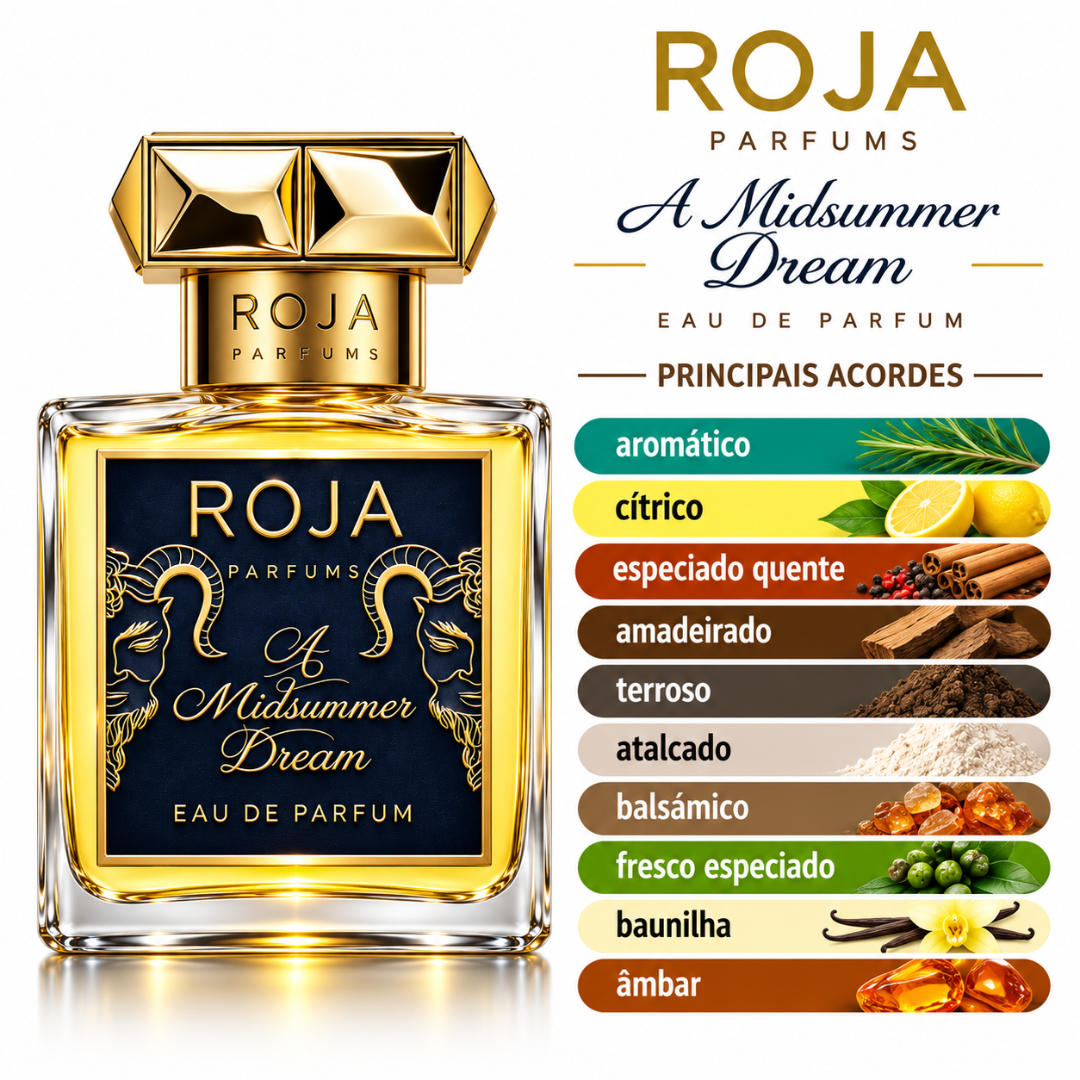 ROJA
PARFUMS
ROJA
PARFUMS
A
Midsummer
Dream
EAU DE PARFUM
ROJA
PARFUMS
A Midsummer
Dream
EAU DE PARFUM
PRINCIPAIS ACORDES
aromático
cítrico
especiado quente
amadeirado
terroso
atalcado
balsámico
fresco especiado
baunilha
âmbar